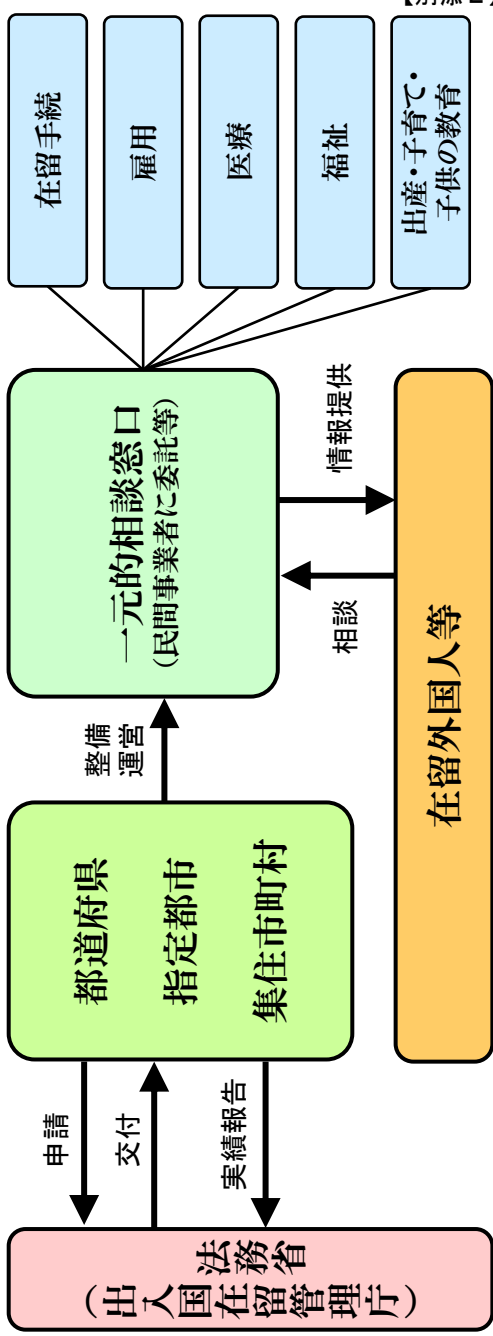 法務省
(出入国在留管理庁)
申請
交付
実績報告
都道府県
指定都市
集住市町村
整備
運営
一元的相談窓口
(民間事業者に委託等)
相談
情報提供
在留外国人等
在留手続
雇用
医療
福祉
出産・子育て・
子供の教育